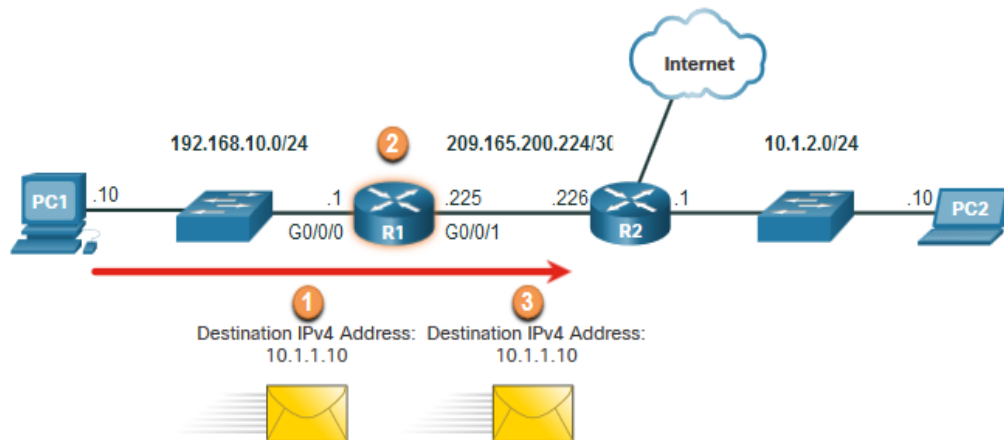 Internet
192.168.10.0/24
2
209.165.200.224/30
10.1.2.0/24
PC1
.10
.1
R1
.225
.226
R2
.1
.10
PC2
G0/0/0
G0/0/1
1
3
Destination IPv4 Address:
10.1.1.10
Destination IPv4 Address:
10.1.1.10